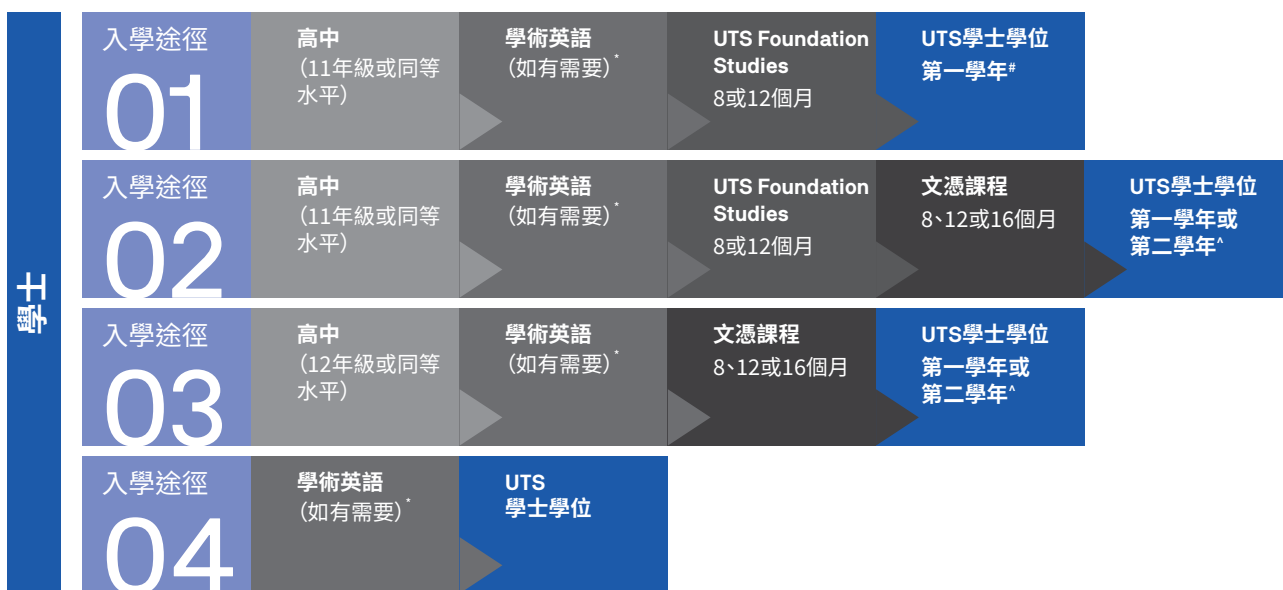 學士
入學途徑
01
高中
（11年級或同等
水平）
學術英語
（如有需要）*
UTS Foundation
Studies
8或12個月
UTS學士學位
第一學年#
入學途徑
02
高中
（11年級或同等
水平）
學術英語
（如有需要）*
UTS Foundation
Studies
8或12個月
文憑課程
8、12或16個月
UTS學士學位
第一學年或
第二學年^
入學途徑
03
高中
（12年級或同等
水平）
學術英語
（如有需要）*
文憑課程
8、12或16個月
UTS學士學位
第一學年或
第二學年^
入學途徑
04
學術英語
（如有需要）*
UTS
學士學位